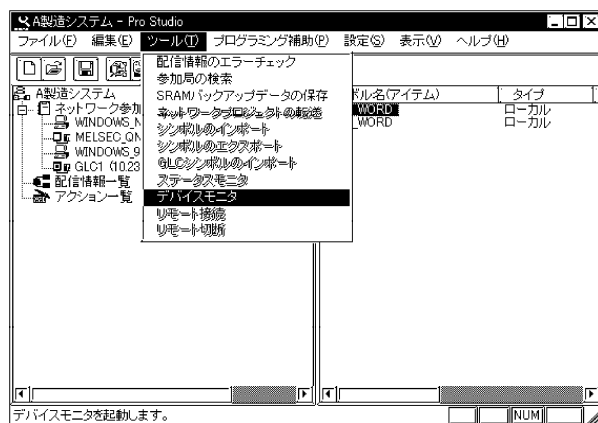 A製造システム - Pro Studio
ファイル(F) 編集(E) ツール(T) プログラミング補助(P) 設定(S) 表示(V) ヘルプ(H)
配信情報のエラーチェック
参加局の検索
SRAMバックアップデータの保存
ネットワークプロジェクトの転送
シンボルのインポート
シンボルのエクスポート
GLCシンボルのインポート
ステータスモニタ
デバイスモニタ
リモート接続
リモート切断
A製造システム
ネットワーク参加
WINDOWS_N
MELSEC_QN
WINDOWS_9
GLC1 (10.23
配信情報一覧
アクション一覧
ボル名(アイテム) タイプ
_WORD ローカル
_WORD ローカル
デバイスモニタを起動します。 NUM